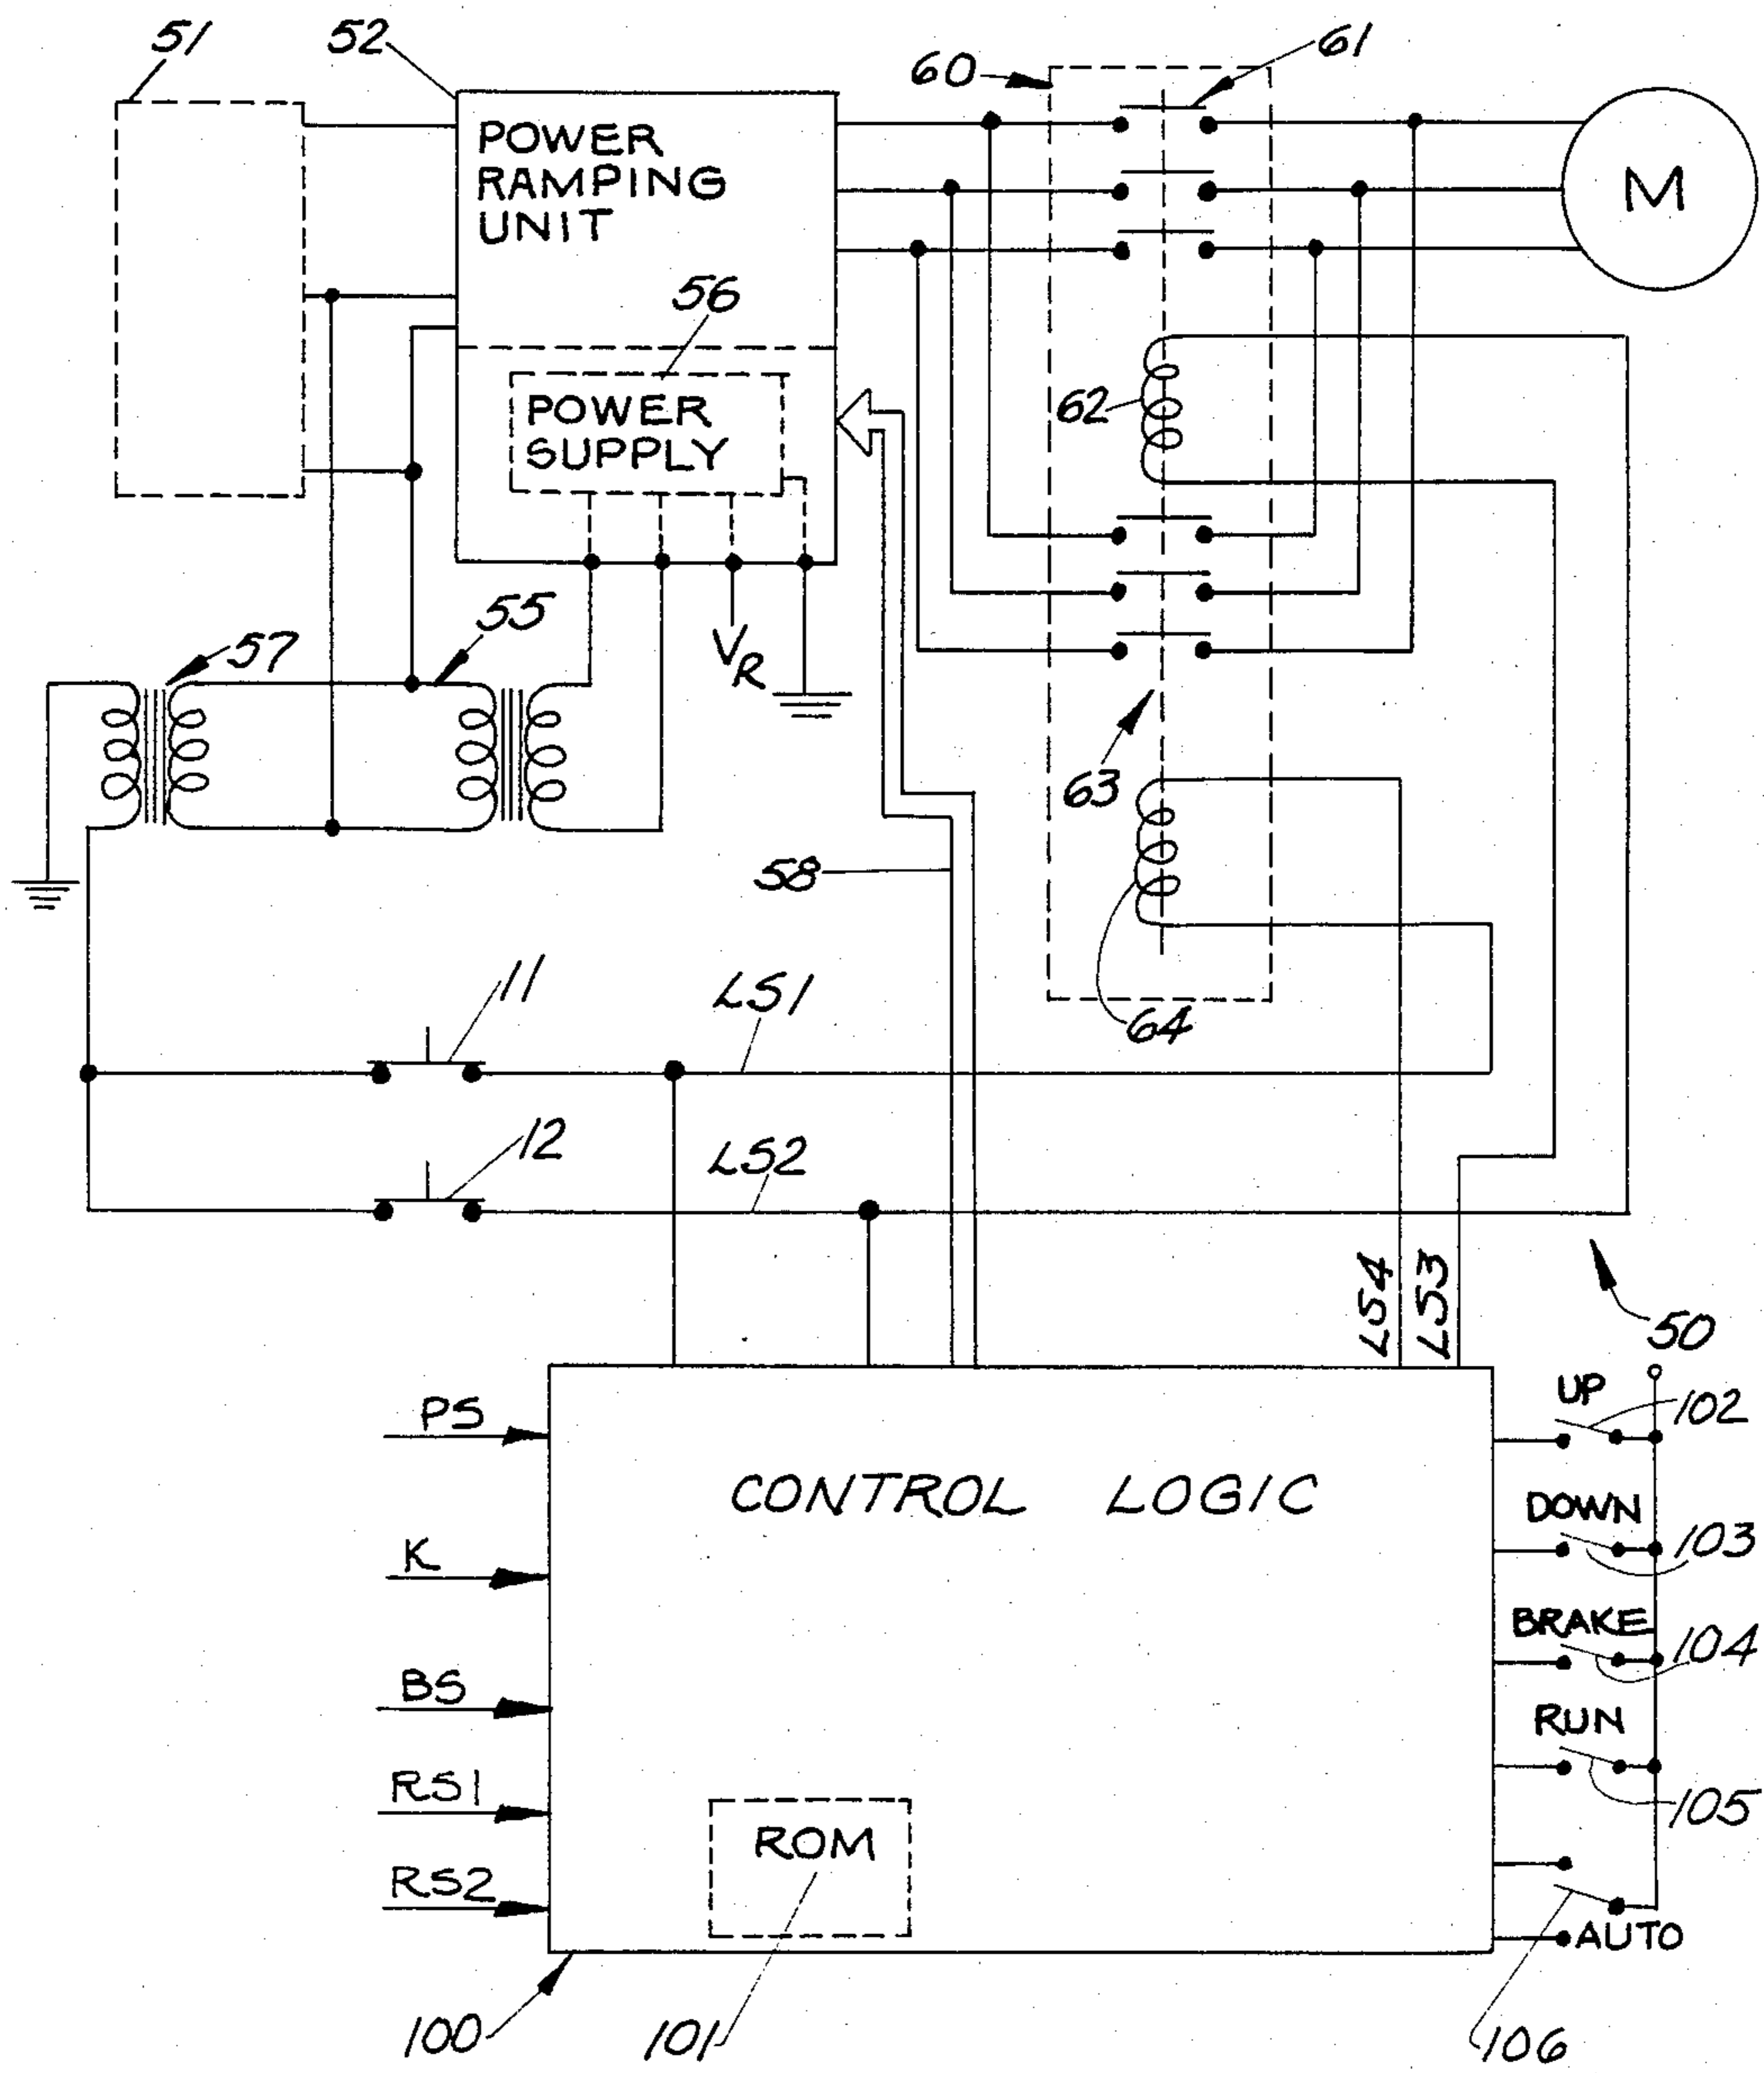 51
52
60
61
POWER
RAMPING
UNIT
M
56
POWER
SUPPLY
62
55
57
VR
63
58
64
11
LS1
12
LS2
LS4
LS3
50
PS
UP
102
CONTROL LOGIC
DOWN
103
K
BRAKE
104
BS
RUN
105
RS1
ROM
RS2
AUTO
100
101
106